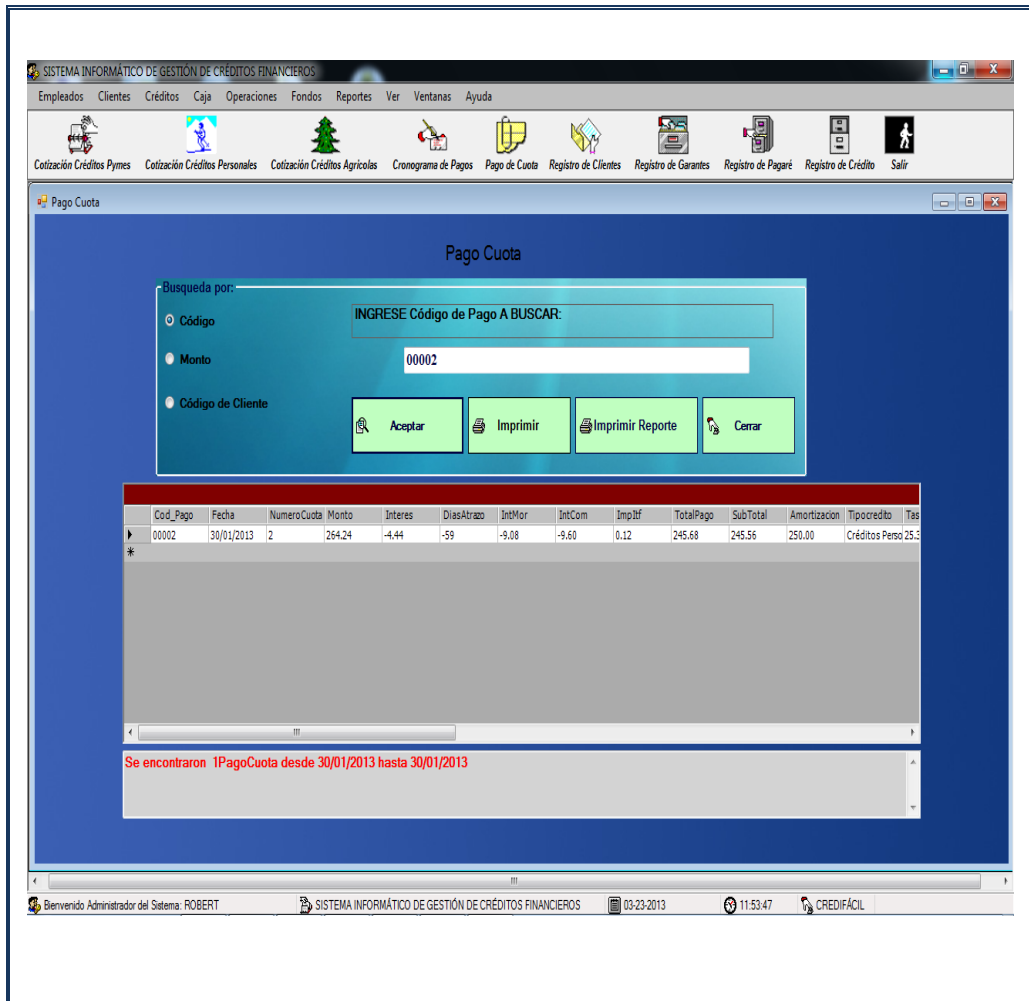 SISTEMA INFORMÁTICO DE GESTIÓN DE CRÉDITOS FINANCIEROS
Empleados Clientes Créditos Caja Operaciones Fondos Reportes Ver Ventanas Ayuda
Cotización Créditos Pymes Cotización Créditos Personales Cotización Créditos Agrícolas Cronograma de Pagos Pago de Cuota Registro de Clientes Registro de Garantes Registro de Pagaré Registro de Crédito Salir
Pago Cuota
Pago Cuota
Busqueda por:
Código
INGRESE Código de Pago A BUSCAR:
Monto
00002
Código de Cliente
Aceptar Imprimir Imprimir Reporte Cerrar
Cod_Pago Fecha NumeroCuota Monto Interes DiasAtrazo IntMor IntCom ImpItf TotalPago SubTotal Amortizacion Tipocredito Tas
00002 30/01/2013 2 264.24 -4.44 -59 -9.08 -9.60 0.12 245.68 245.56 250.00 Créditos Perso 25.3
Se encontraron 1PagoCuota desde 30/01/2013 hasta 30/01/2013
Bienvenido Administrador del Sistema: ROBERT SISTEMA INFORMÁTICO DE GESTIÓN DE CRÉDITOS FINANCIEROS 03-23-2013 11:53:47 CREDIFÁCIL